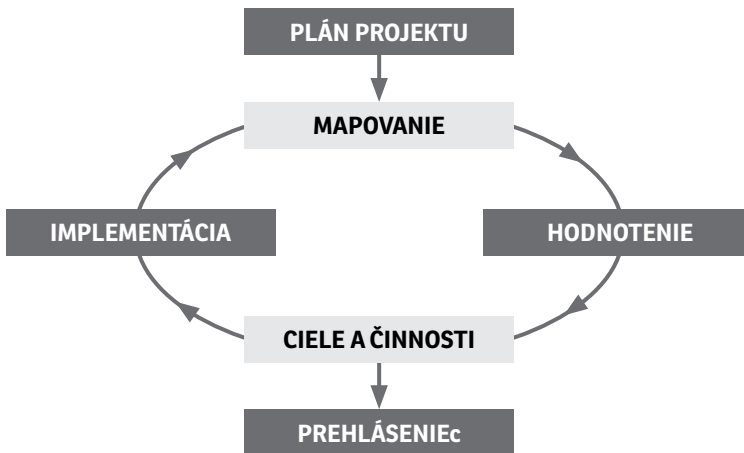 PLÁN PROJEKTU
MAPOVANIE
IMPLEMENTÁCIA
HODNOTENIE
CIELE A ČINNOSTI
PREHLÁSENIEc